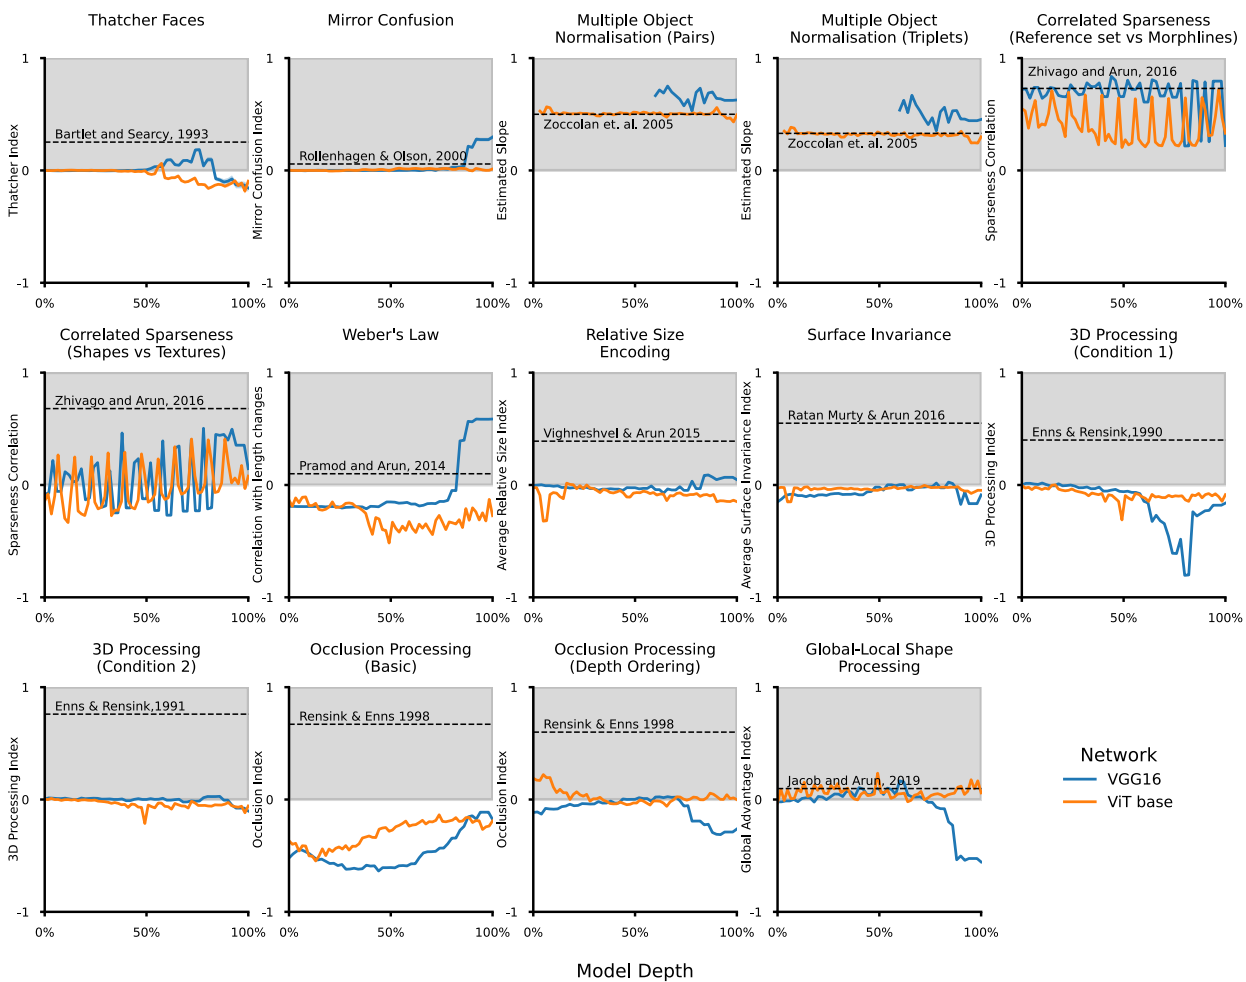 Thatcher Faces
Mirror Confusion
Multiple Object
Normalisation (Pairs)
Multiple Object
Normalisation (Triplets)
Correlated Sparseness
(Reference set vs Morphlines)
Thatcher Index
1
0
-1
Bartlet and Searcy, 1993
0%
50%
100%
Mirror Confusion Index
1
0
-1
Rollenhagen & Olson, 2000
0%
50%
100%
Estimated Slope
1
0
-1
Zoccolan et. al. 2005
0%
50%
100%
Estimated Slope
1
0
-1
Zoccolan et. al. 2005
0%
50%
100%
Sparseness Correlation
1
0
-1
Zhivago and Arun, 2016
0%
50%
100%
Correlated Sparseness
(Shapes vs Textures)
Weber's Law
Relative Size
Encoding
Surface Invariance
3D Processing
(Condition 1)
Sparseness Correlation
1
0
-1
Zhivago and Arun, 2016
0%
50%
100%
Correlation with length changes
1
0
-1
Pramod and Arun, 2014
0%
50%
100%
Average Relative Size Index
1
0
-1
Vighneshvel & Arun 2015
0%
50%
100%
Average Surface Invariance Index
1
0
-1
Ratan Murty & Arun 2016
0%
50%
100%
3D Processing Index
1
0
-1
Enns & Rensink,1990
0%
50%
100%
3D Processing
(Condition 2)
Occlusion Processing
(Basic)
Occlusion Processing
(Depth Ordering)
Global-Local Shape
Processing
3D Processing Index
1
0
-1
Enns & Rensink,1991
0%
50%
100%
Occlusion Index
1
0
-1
Rensink & Enns 1998
0%
50%
100%
Occlusion Index
1
0
-1
Rensink & Enns 1998
0%
50%
100%
Global Advantage Index
1
0
-1
Jacob and Arun, 2019
0%
50%
100%
Network
VGG16
ViT base
Model Depth